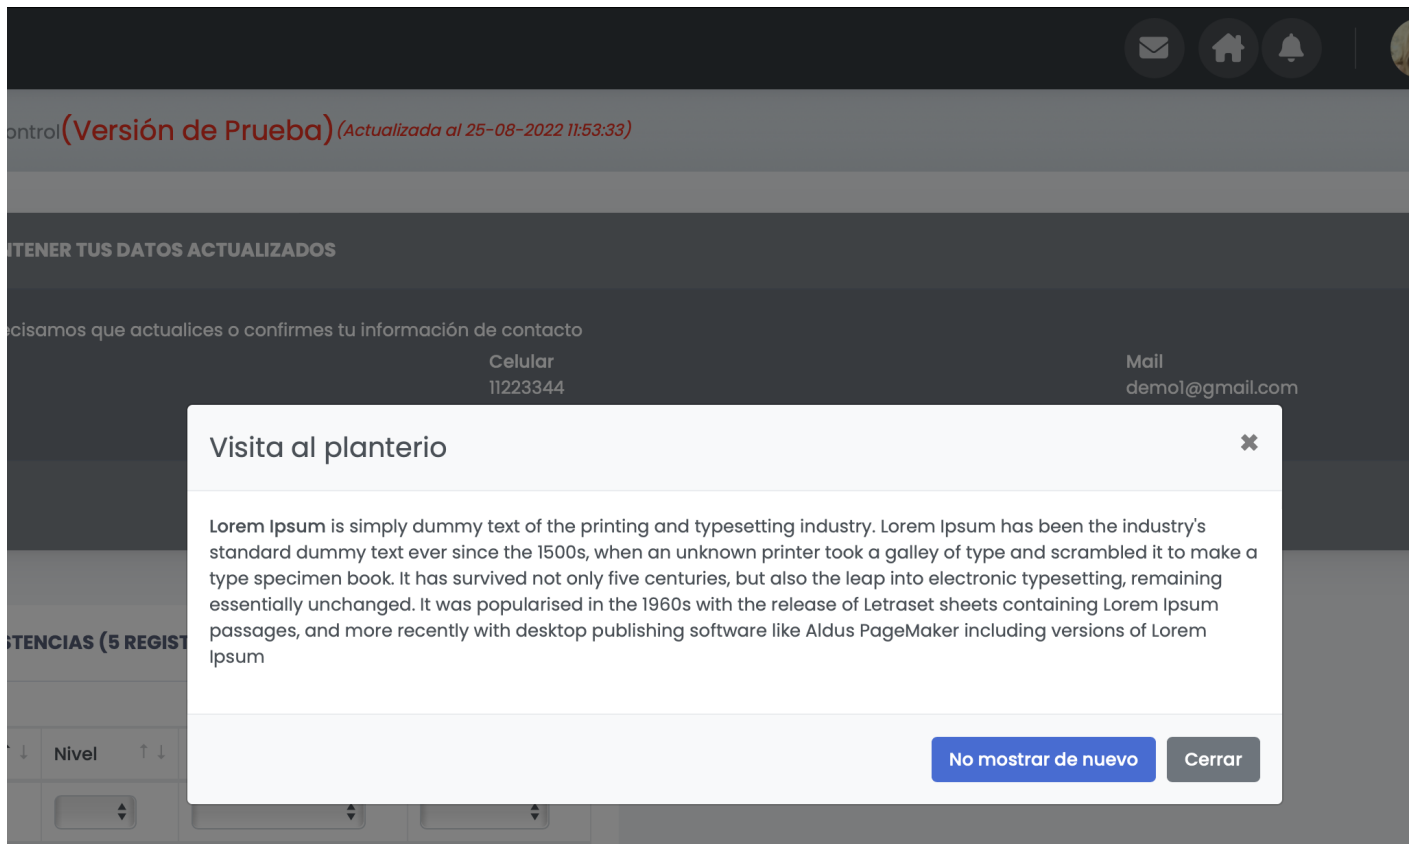 (Versión de Prueba) (Actualizada al 25-08-2022 11:53:33)
TUS DATOS ACTUALIZADOS
que actualices o confirmes tu información de contacto
Celular
Mail
11223344
demo1@gmail.com
Visita al planterio
Lorem Ipsum is simply dummy text of the printing and typesetting industry. Lorem Ipsum has been the industry's
standard dummy text ever since the 1500s, when an unknown printer took a galley of type and scrambled it to make a
type specimen book. It has survived not only five centuries, but also the leap into electronic typesetting, remaining
essentially unchanged. It was popularised in the 1960s with the release of Letraset sheets containing Lorem Ipsum
passages, and more recently with desktop publishing software like Aldus PageMaker including versions of Lorem
Ipsum
(5
Nivel
No mostrar de nuevo
Cerrar